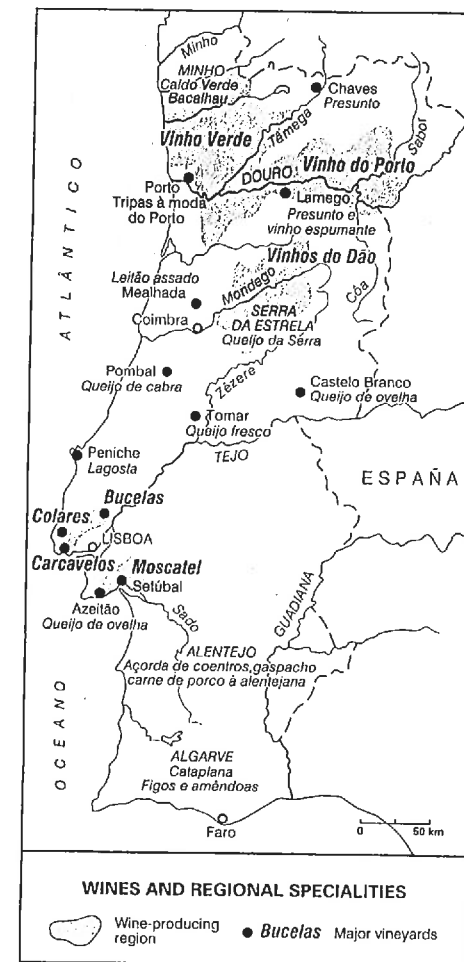 Minho
MINHO
Caldo Verde
Bacalhau
Chaves
Presunto
Vinho Verde
Tâmega
Sabor
DOURO
Vinho do Porto
Porto
Tripas à moda
do Porto
Lamego
Presunto e
vinho espumante
ATLÂNTICO
Vinhos do Dão
Leitão assado
Mealhada
Mondego
Côa
Coimbra
SERRA
DA ESTRELA
Queijo da Serra
Pombal
Queijo de cabra
Zêzere
Castelo Branco
Queijo de ovelha
Tomar
Queijo fresco
TEJO
Peniche
Lagosta
ESPAÑA
Bucelas
Colares
LISBOA
Carcavelos
Moscatel
Setúbal
Azeitão
Queijo de ovelha
Sado
GUADIANA
ALENTEJO
Açorda de coentros, gaspacho
carne de porco à alentejana
OCEANO
ALGARVE
Cataplana
Figos e amêndoas
Faro
0 50 km
WINES AND REGIONAL SPECIALITIES
Wine-producing
region
Bucelas Major vineyards